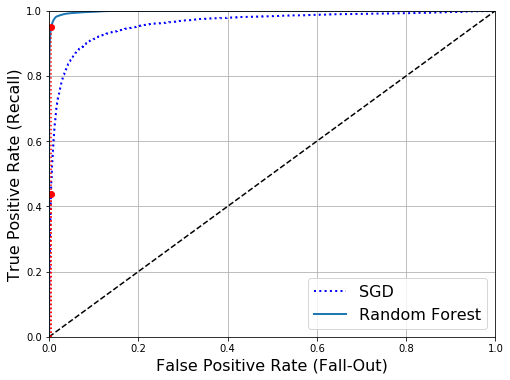 True Positive Rate (Recall)
1.0
0.8
0.6
0.4
0.2
0.0
SGD
Random Forest
0.0 0.2 0.4 0.6 0.8 1.0
False Positive Rate (Fall-Out)